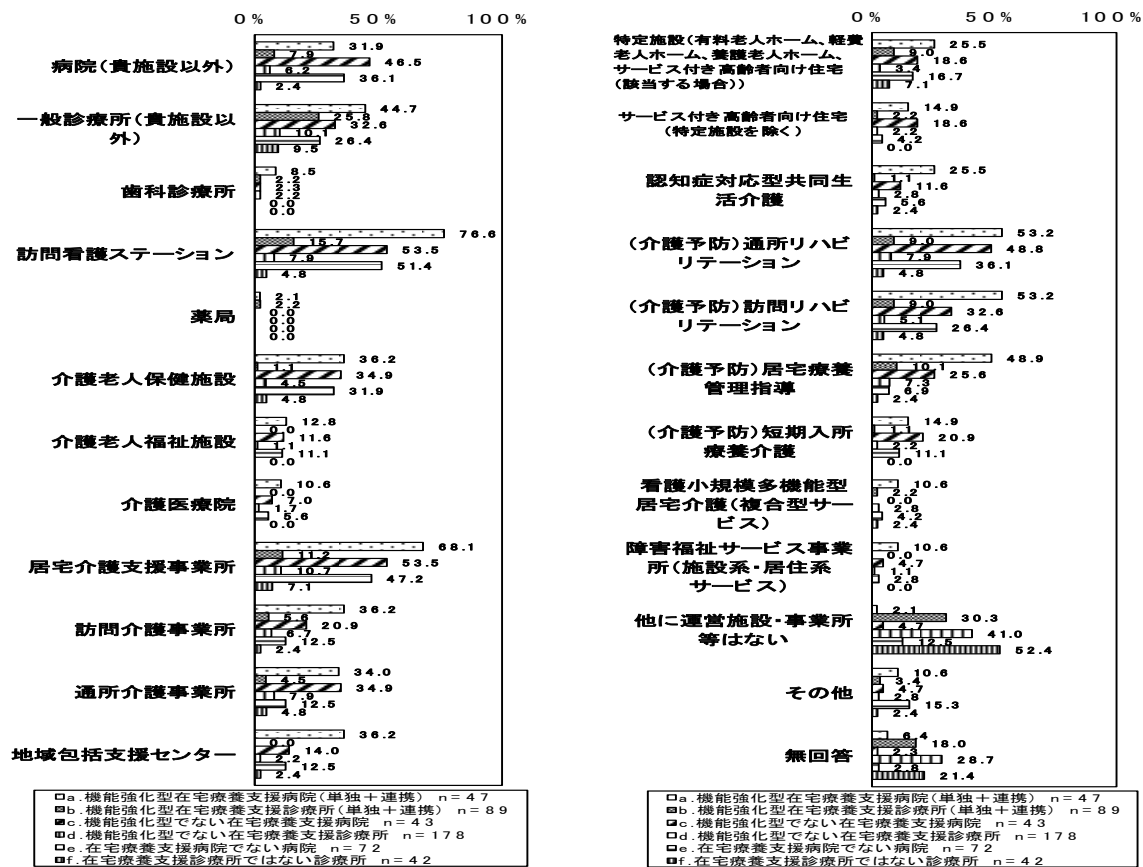 0% 50% 100%
病院(貴施設以外)
31.9
7.9
46.5
6.2
36.1
2.4
一般診療所(貴施設以
外)
44.7
25.8
32.6
10.1
26.4
9.5
歯科診療所
8.5
2.2
2.3
2.2
0.0
0.0
訪問看護ステーション
76.6
15.7
53.5
7.9
51.4
4.8
薬局
2.1
2.2
0.0
0.0
0.0
0.0
介護老人保健施設
36.2
1.1
34.9
4.5
31.9
4.8
介護老人福祉施設
12.8
0.0
11.6
11.1
0.0
介護医療院
10.6
0.0
7.0
1.7
5.6
0.0
居宅介護支援事業所
68.1
11.2
53.5
10.7
47.2
7.1
訪問介護事業所
36.2
5.6
20.9
6.7
12.5
2.4
通所介護事業所
34.0
4.5
34.9
7.9
12.5
4.8
地域包括支援センター
36.2
0.0
14.0
2.2
12.5
2.4
□a.機能強化型在宅療養支援病院(単独+連携) n=47
b.機能強化型在宅療養支援診療所(単独+連携) n=89
c.機能強化型でない在宅療養支援病院 n=43
d.機能強化型でない在宅療養支援診療所 n=178
□e.在宅療養支援病院でない病院 n=72
f.在宅療養支援診療所ではない診療所 n=42
0% 50% 100%
特定施設(有料老人ホーム、軽費
老人ホーム、養護老人ホーム、
サービス付き高齢者向け住宅
(該当する場合))
25.5
9.0
18.6
3.4
16.7
7.1
サービス付き高齢者向け住宅
(特定施設を除く)
14.9
2.2
18.6
2.2
4.2
0.0
認知症対応型共同生
活介護
25.5
1.1
11.6
2.8
5.6
2.4
(介護予防)通所リハビ
リテーション
53.2
9.0
48.8
7.9
36.1
4.8
(介護予防)訪問リハビ
リテーション
53.2
9.0
32.6
5.1
26.4
4.8
(介護予防)居宅療養
管理指導
48.9
10.1
25.6
7.3
6.9
2.4
(介護予防)短期入所
療養介護
14.9
1.1
20.9
2.2
11.1
0.0
看護小規模多機能型
居宅介護(複合型サー
ビス)
10.6
2.2
0.0
2.8
4.2
2.4
障害福祉サービス事業
所(施設系・居住系
サービス)
10.6
0.0
4.7
1.1
2.8
0.0
他に運営施設・事業所
等はない
2.1
30.3
4.7
41.0
12.5
52.4
その他
10.6
3.4
4.7
2.8
15.3
2.4
無回答
6.4
18.0
2.3
28.7
2.8
21.4
□a.機能強化型在宅療養支援病院(単独+連携) n=47
b.機能強化型在宅療養支援診療所(単独+連携) n=89
c.機能強化型でない在宅療養支援病院 n=43
d.機能強化型でない在宅療養支援診療所 n=178
□e.在宅療養支援病院でない病院 n=72
f.在宅療養支援診療所ではない診療所 n=42